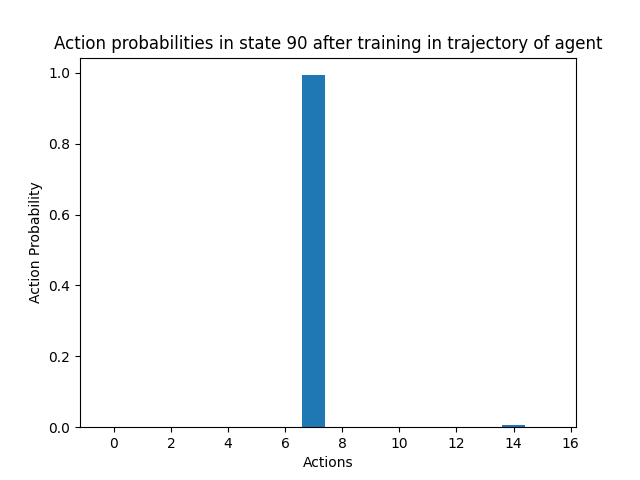 Action probabilities in state 90 after training in trajectory of agent
1.0
0.8
0.6
0.4
0.2
0.0
Action Probability
0 2 4 6 8 10 12 14 16
Actions